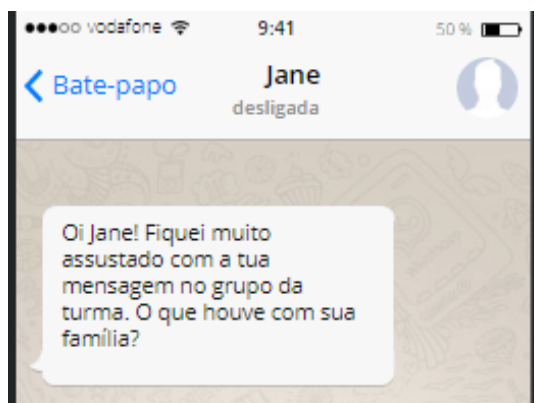 vodafone 9:41 50 %
Bate-papo Jane
desligada
Oi Jane! Fiquei muito
assustado com a tua
mensagem no grupo da
turma. O que houve com sua
família?